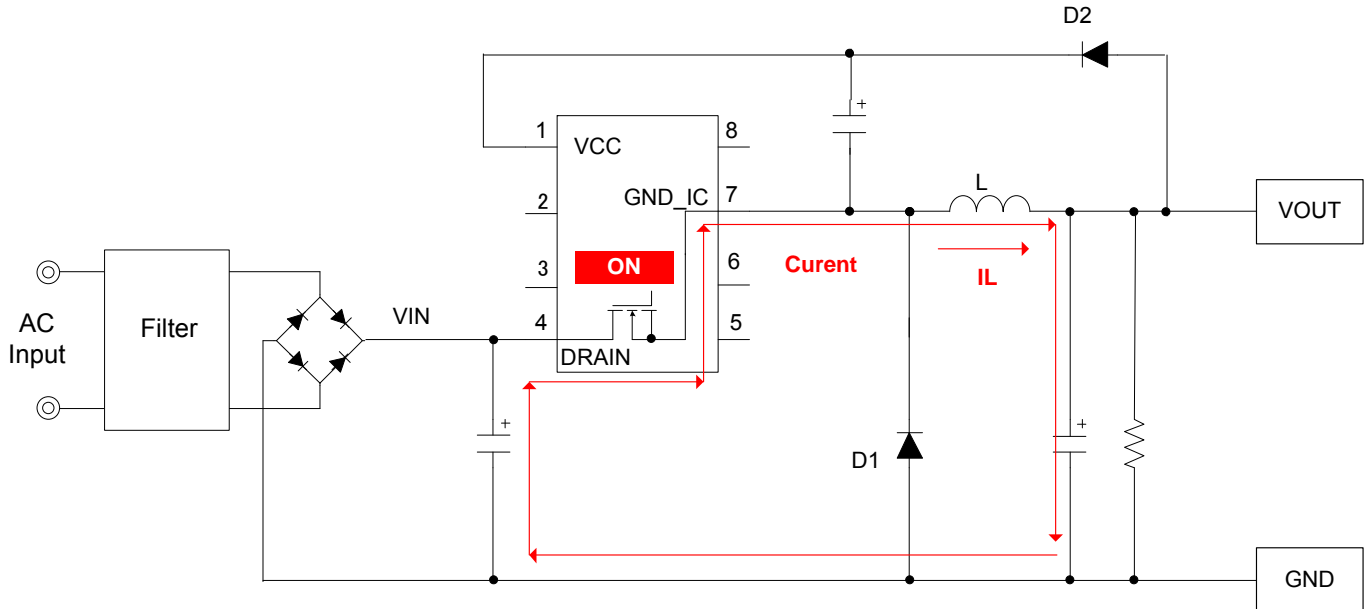 D2
1
VCC
8
2
GND_IC
7
L
VOUT
3
ON
6
Curent
IL
AC
Input
Filter
VIN
4
DRAIN
5
+
+
+
D1
GND